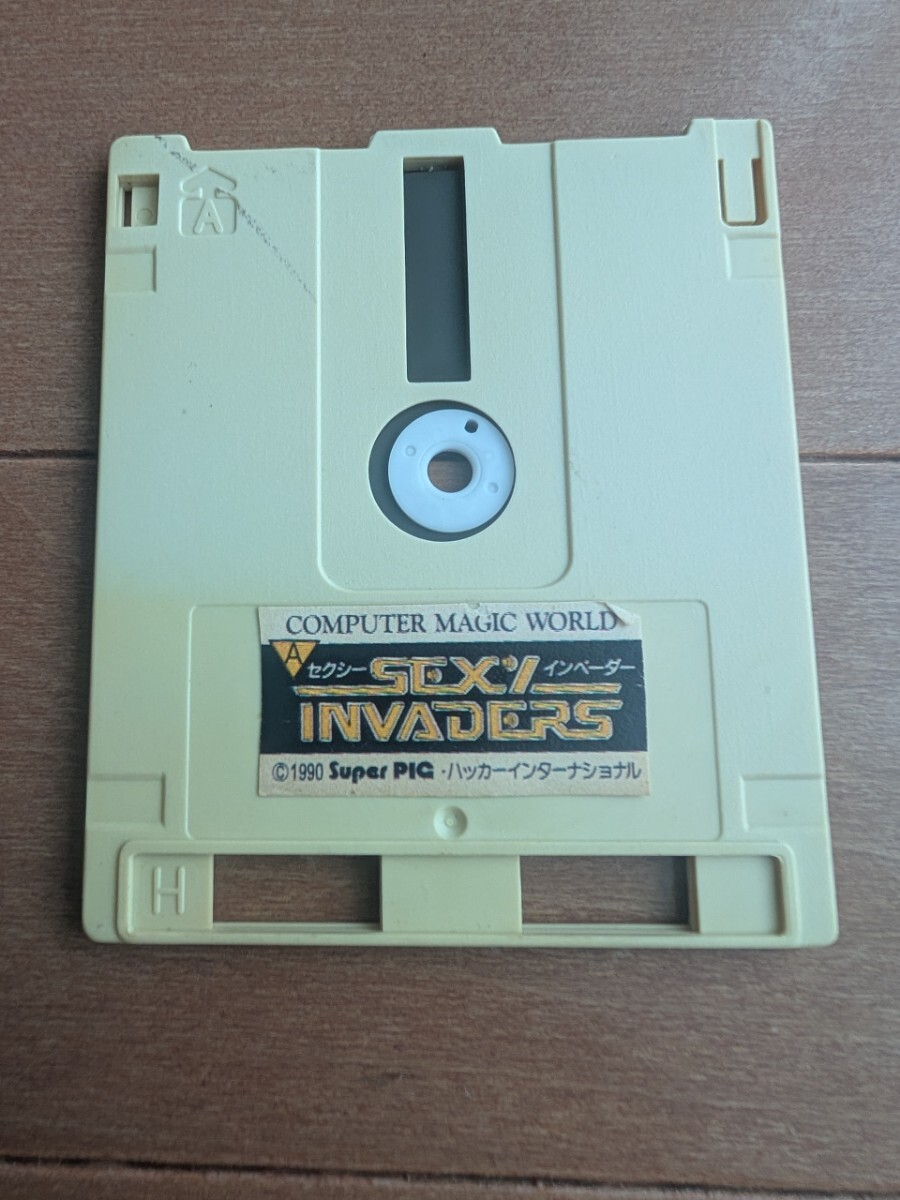 A
COMPUTER MAGIC WORLD
A
セクシー SEXY インベーダー
INVADERS
©1990 Super PIG・ハッカーインターナショナル
H